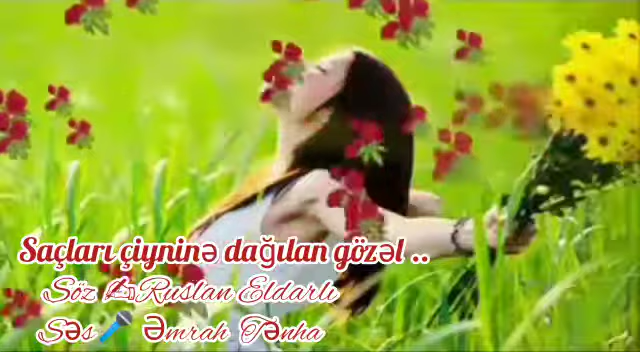 Saçları çiyninə dağılan gözəl ..
Söz ✍Ruslan Eldarlı
Səs🎤 Əmrah Tənha